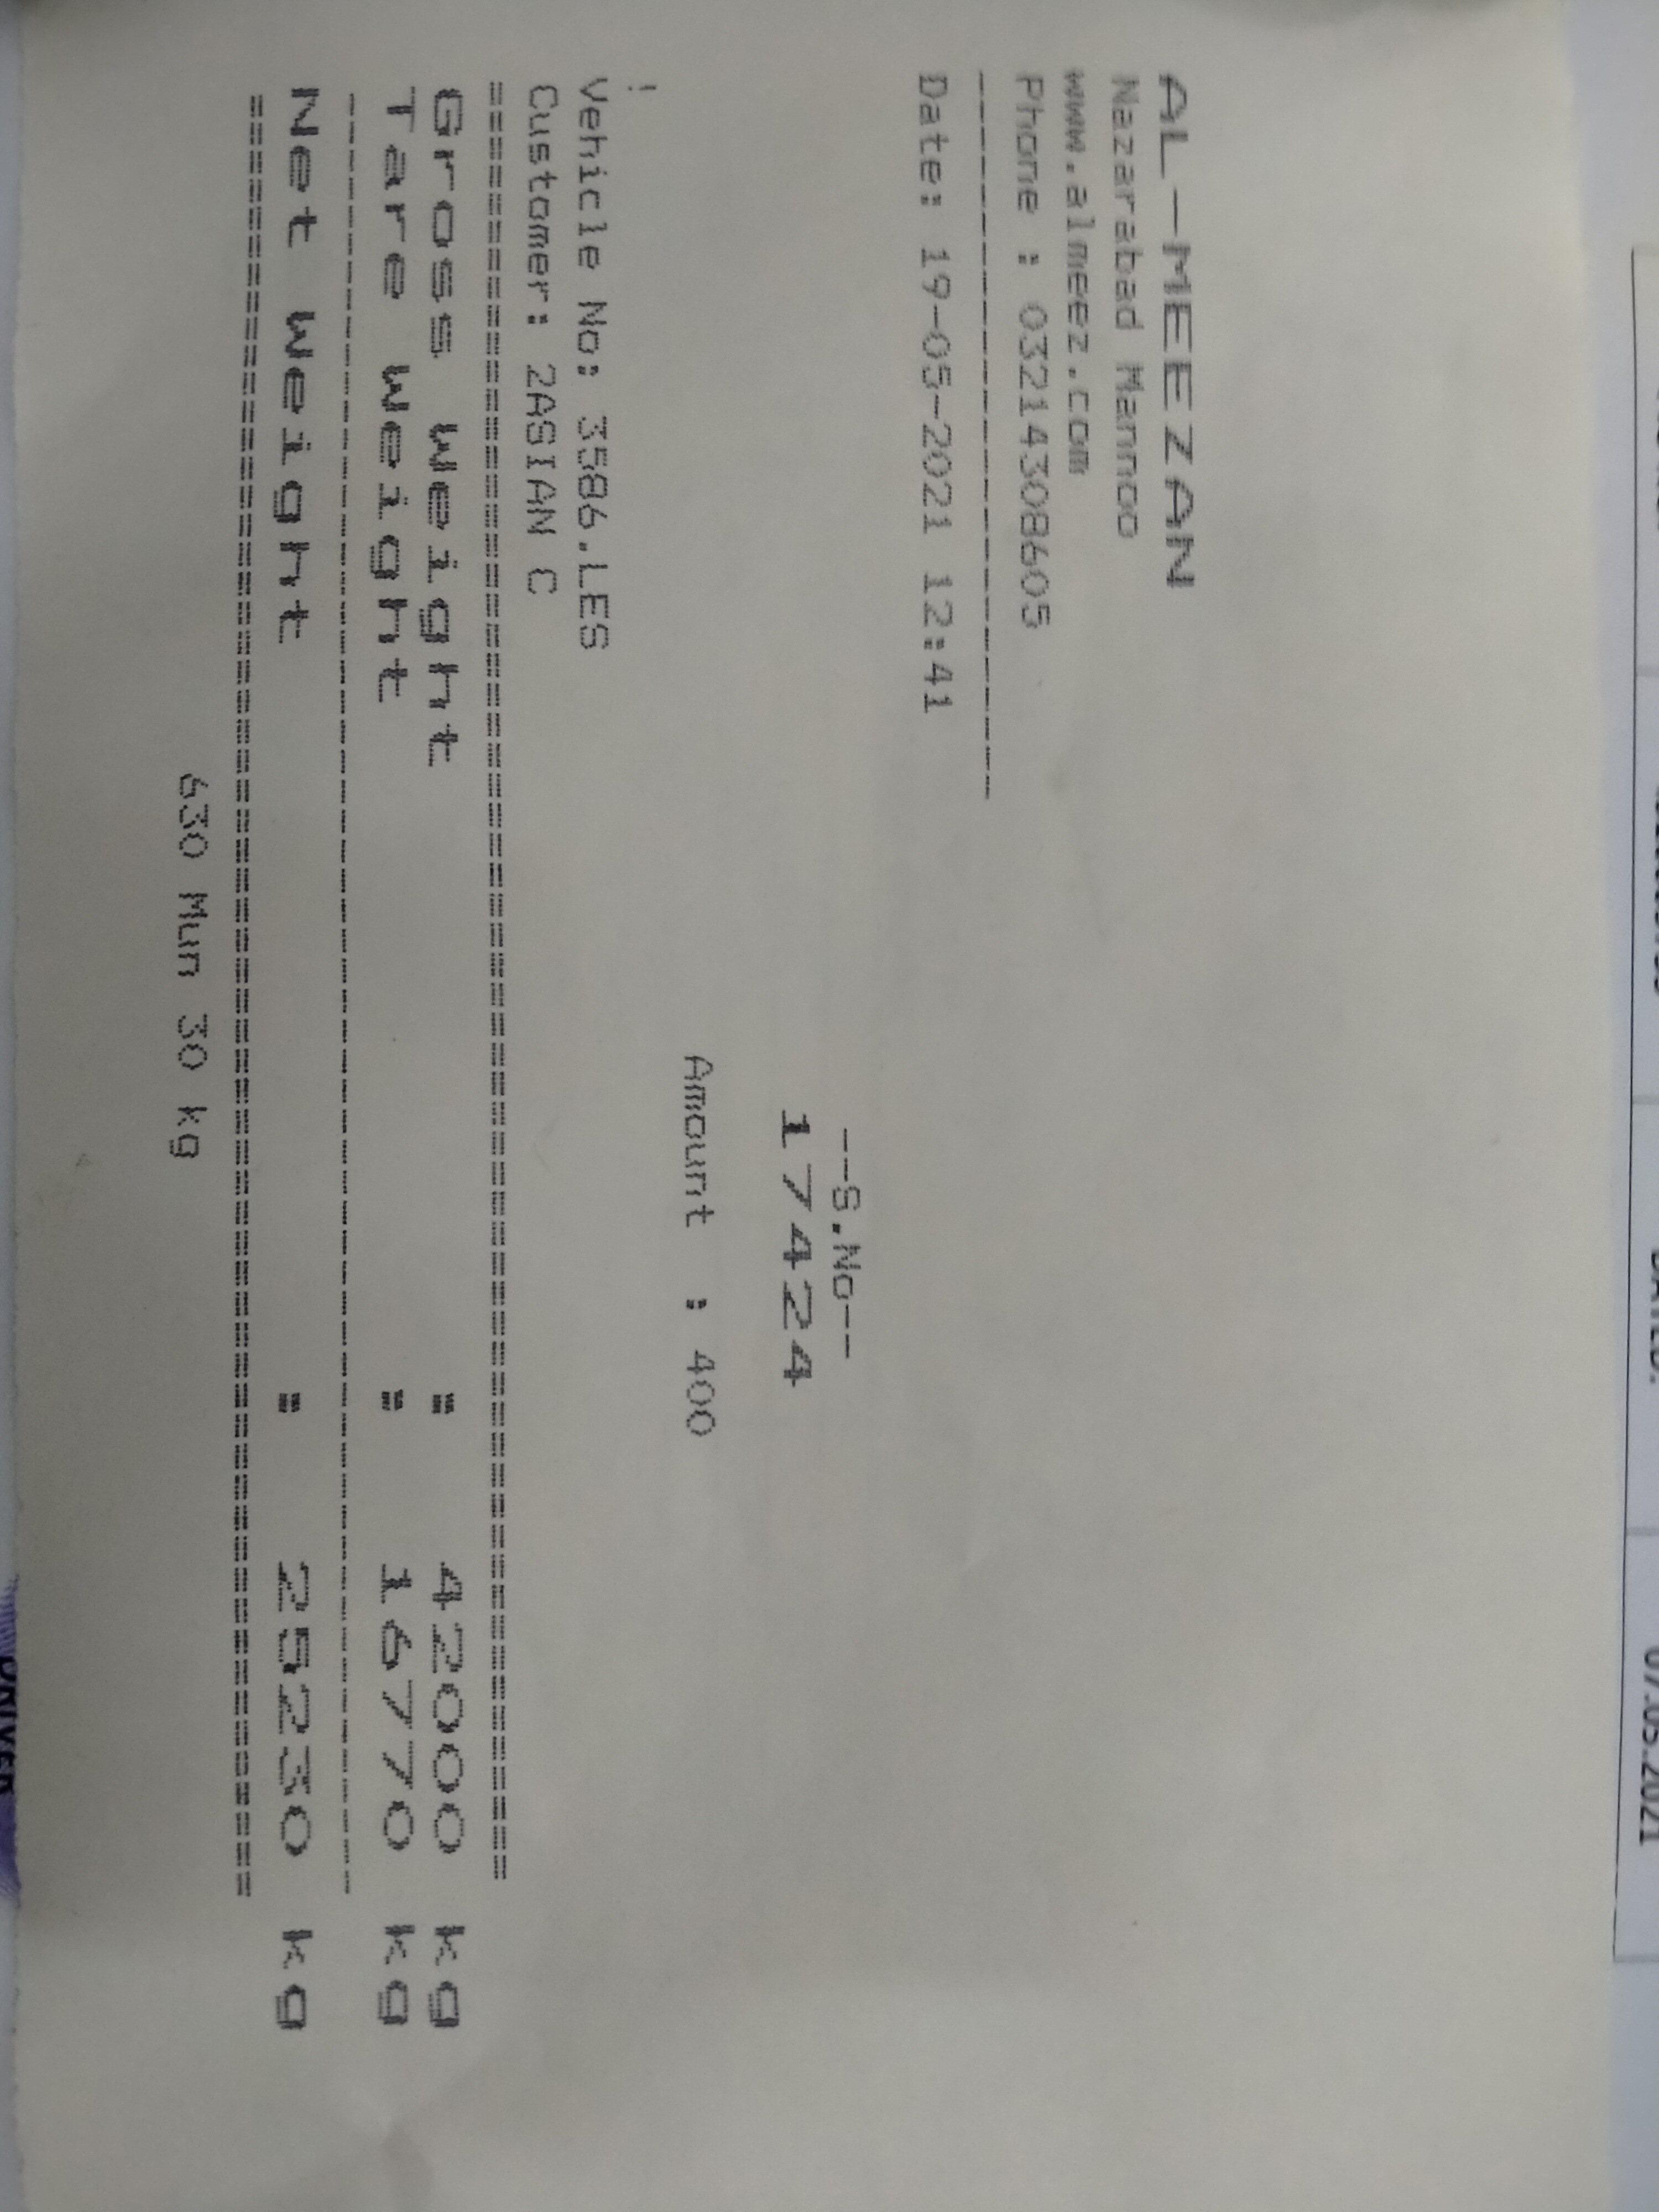 DATED:
07.05.2021
AL-MEEZAN
Nazarabad Mannoo
www.almeez.com
Phone : 03214308605
--------------------------
Date: 19-05-2021 12:41
--S.No--
17424
Amount : 400
!
Vehicle No: 3586.LES
Customer: 2ASIAN C
Gross Weight : 42000 kg
Tare Weight : 16770 kg
Net Weight : 25230 kg
630 Mun 30 kg
DRIVER